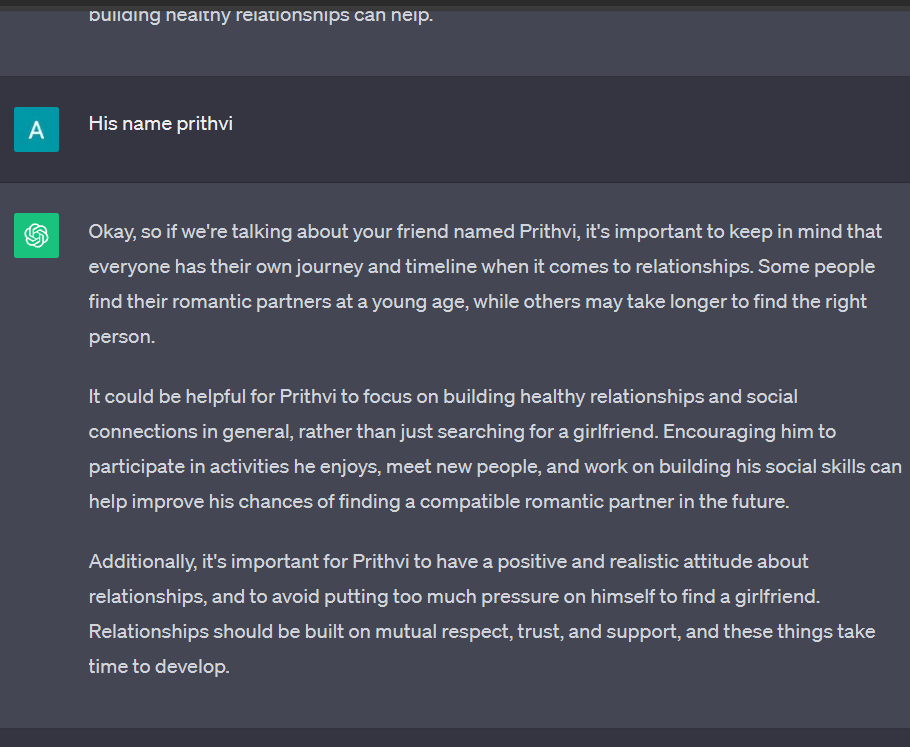 building healthy relationships can help.
A
His name prithvi
Okay, so if we're talking about your friend named Prithvi, it's important to keep in mind that
everyone has their own journey and timeline when it comes to relationships. Some people
find their romantic partners at a young age, while others may take longer to find the right
person.
It could be helpful for Prithvi to focus on building healthy relationships and social
connections in general, rather than just searching for a girlfriend. Encouraging him to
participate in activities he enjoys, meet new people, and work on building his social skills can
help improve his chances of finding a compatible romantic partner in the future.
Additionally, it's important for Prithvi to have a positive and realistic attitude about
relationships, and to avoid putting too much pressure on himself to find a girlfriend.
Relationships should be built on mutual respect, trust, and support, and these things take
time to develop.